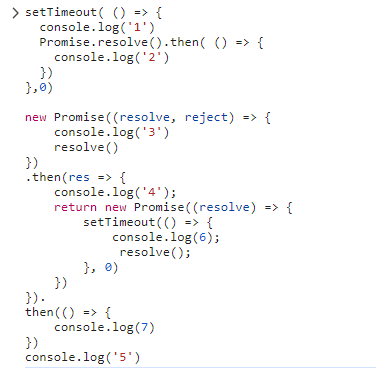 setTimeout( () => {
  console.log('1')
  Promise.resolve().then( () => {
    console.log('2')
  })
},0)

new Promise((resolve, reject) => {
    console.log('3')
    resolve()
})
.then(res => {
    console.log('4');
    return new Promise((resolve) => {
        setTimeout(() => {
            console.log(6);
             resolve();
        }, 0)
    })
}).
then(() => {
    console.log(7)
})
console.log('5')